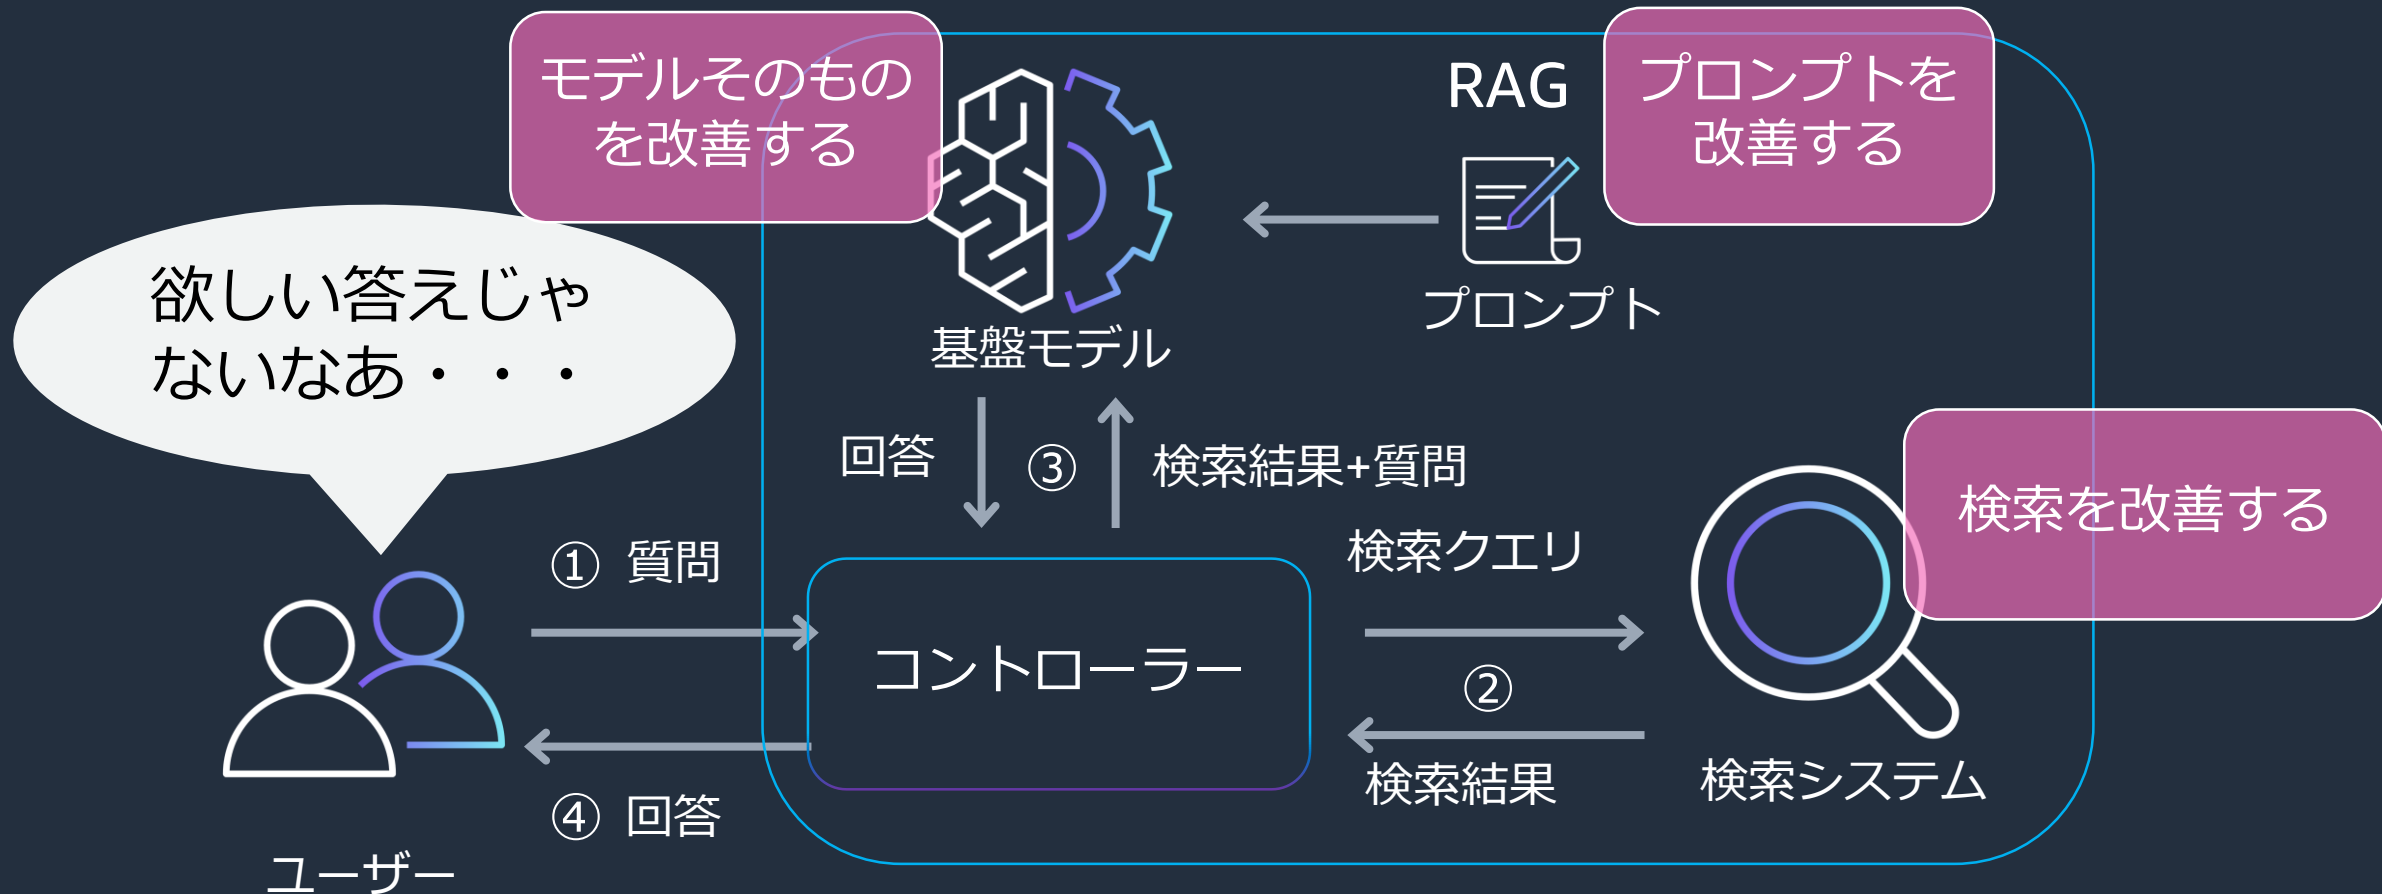 モデルそのもの
を改善する
RAG
プロンプトを
改善する
欲しい答えじゃ
ないなあ・・・
プロンプト
基盤モデル
回答
③
検索結果+質問
検索を改善する
① 質問
検索クエリ
コントローラー
②
検索結果
検索システム
④ 回答
ユーザー